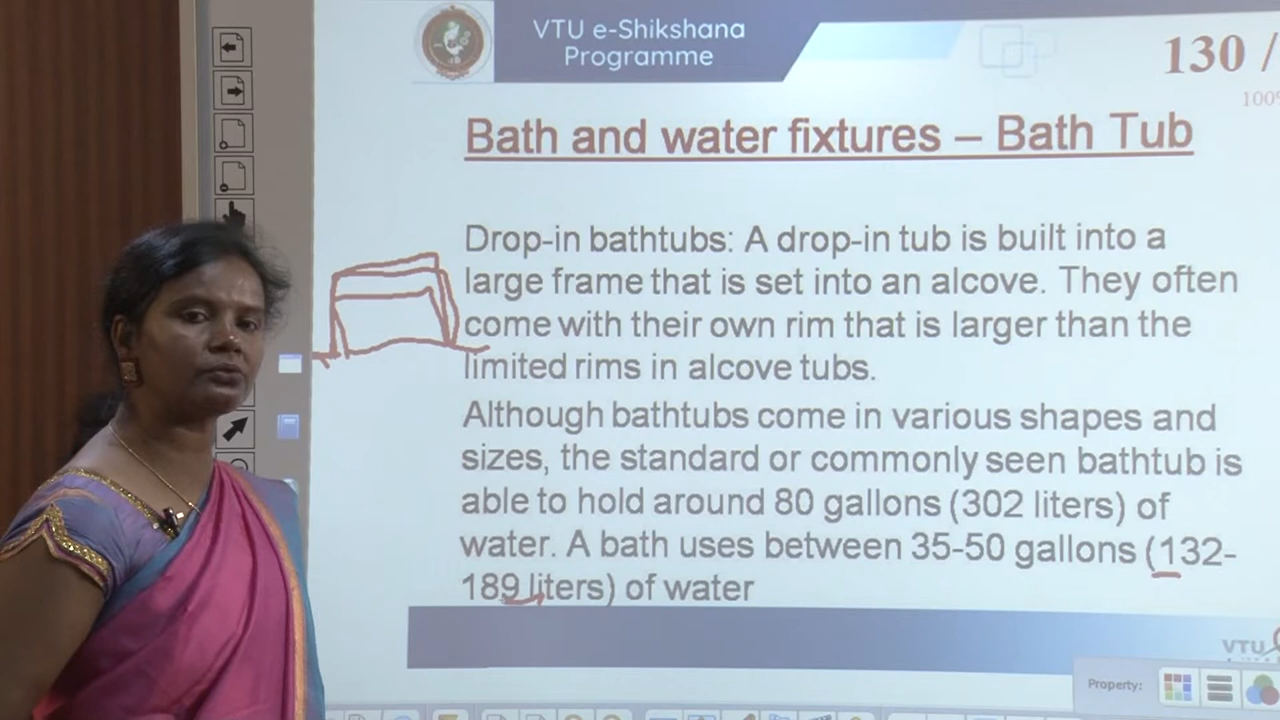 VTU e-Shikshana
Programme
130 /
100%
Bath and water fixtures – Bath Tub
Drop-in bathtubs: A drop-in tub is built into a
large frame that is set into an alcove. They often
come with their own rim that is larger than the
limited rims in alcove tubs.
Although bathtubs come in various shapes and
sizes, the standard or commonly seen bathtub is
able to hold around 80 gallons (302 liters) of
water. A bath uses between 35-50 gallons (132-
189 liters) of water
VTU
Property: